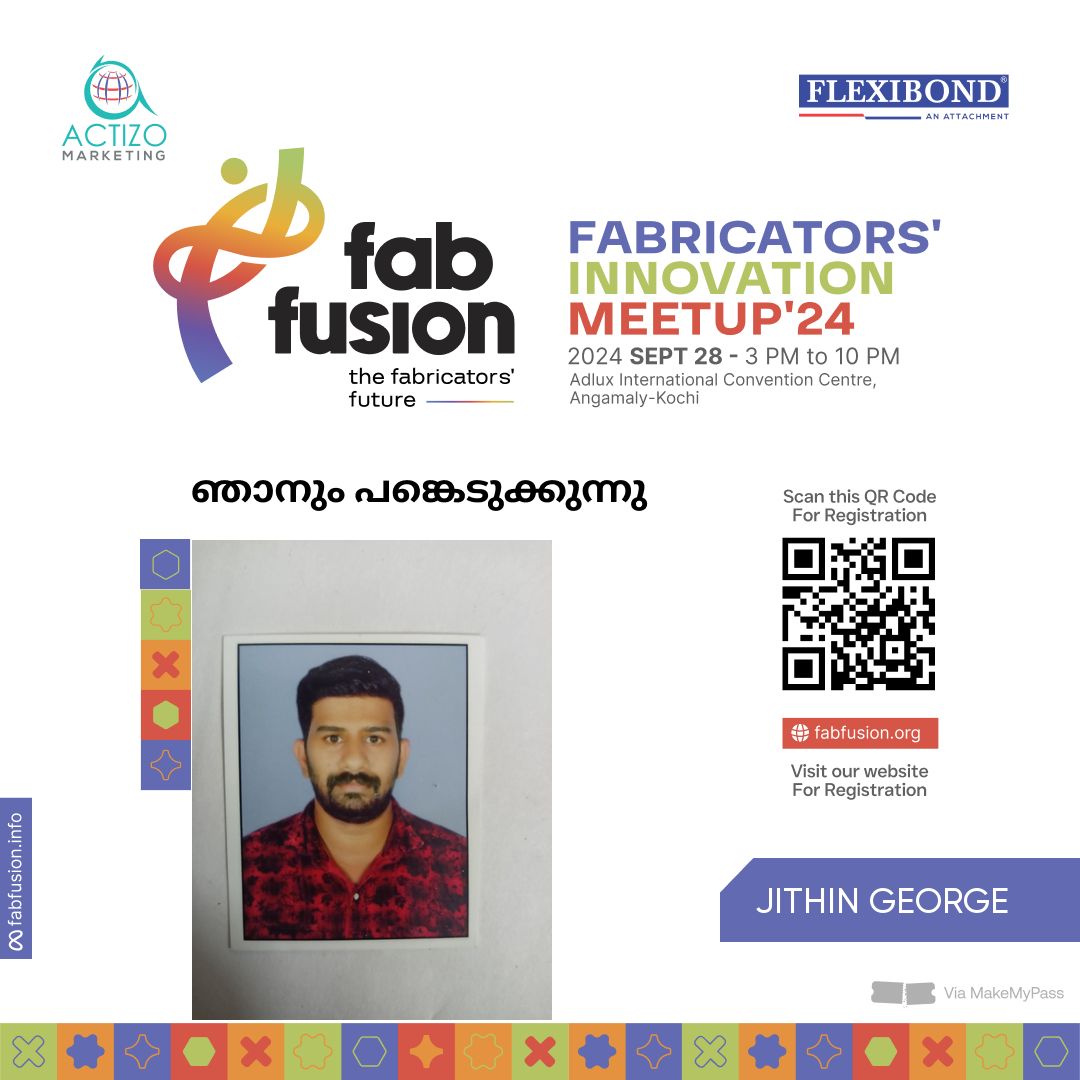 ACTIZO
MARKETING
FLEXIBOND®
AN ATTACHMENT
fab
fusion
the fabricators'
future
FABRICATORS'
INNOVATION
MEETUP'24
2024 SEPT 28 - 3 PM to 10 PM
Adlux International Convention Centre,
Angamaly-Kochi
ഞാനും പങ്കെടുക്കുന്നു
Scan this QR Code
For Registration
fabfusion.org
Visit our website
For Registration
fabfusion.info
JITHIN GEORGE
Via MakeMyPass